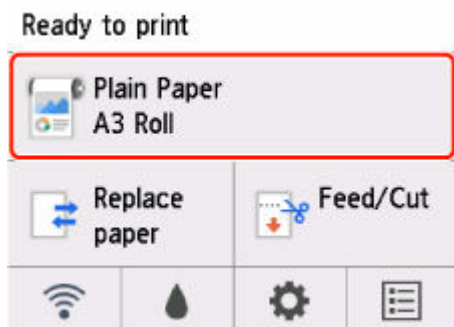 Ready to print
Plain Paper
A3 Roll
Replace
paper
Feed/Cut